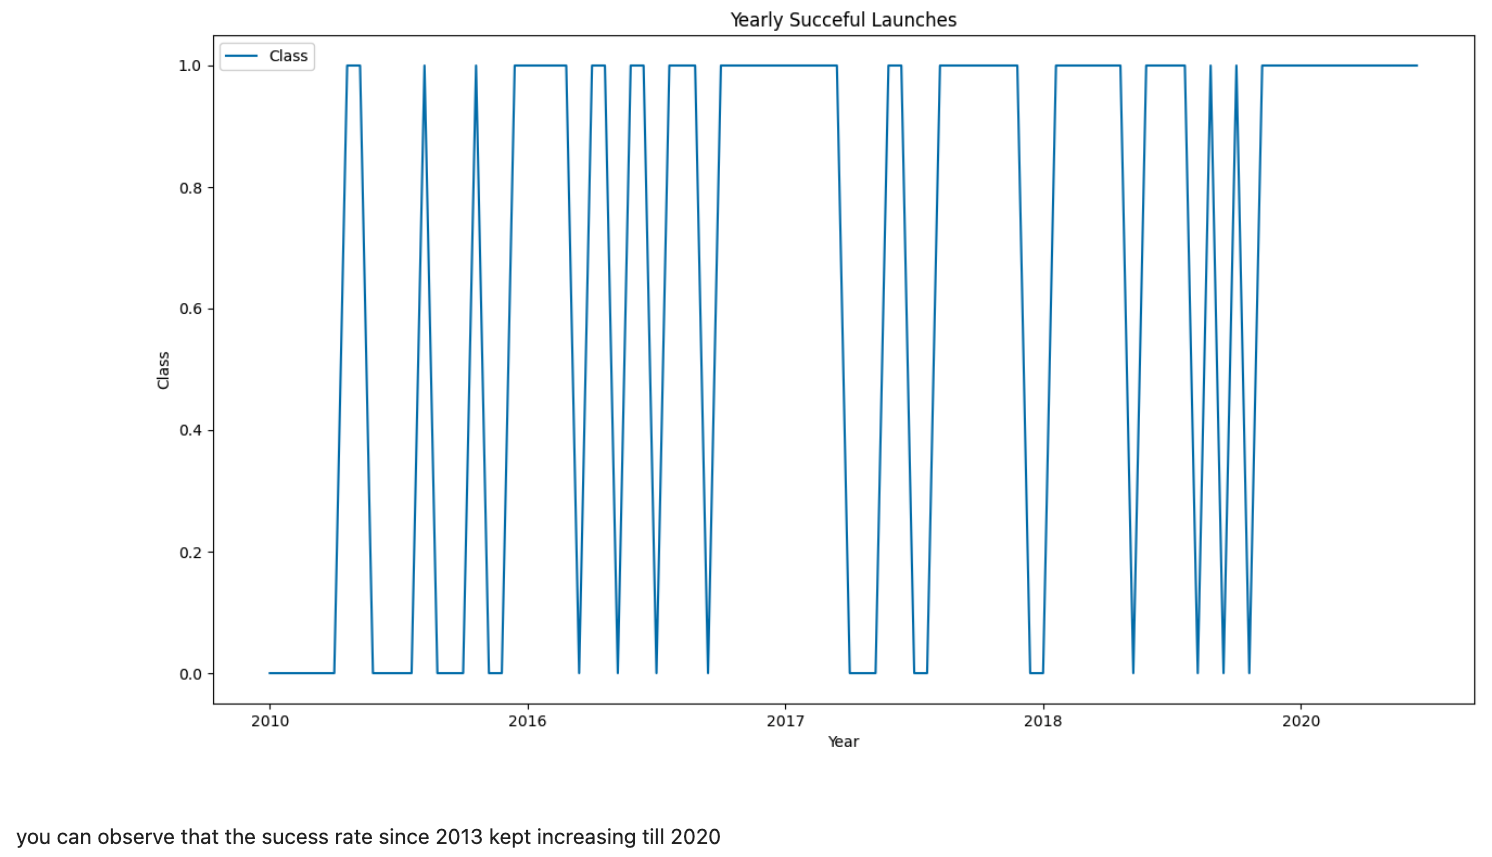 Yearly Succeful Launches
Class
1.0
0.8
0.6
0.4
0.2
0.0
Class
2010 2016 2017 2018 2020
Year
you can observe that the sucess rate since 2013 kept increasing till 2020